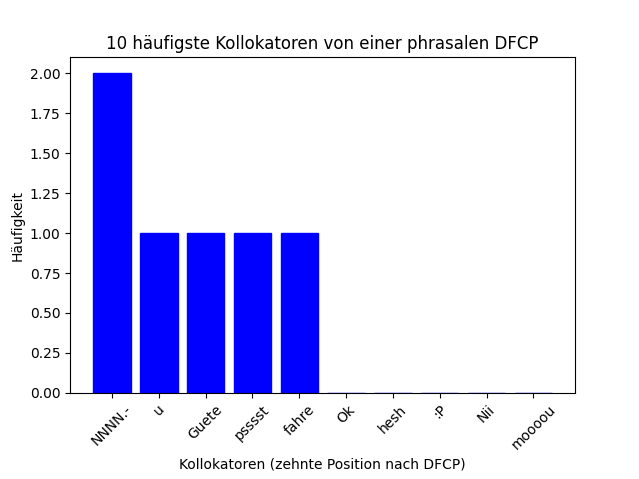 10 häufigste Kollokatoren von einer phrasalen DFCP
2.00
1.75
1.50
1.25
1.00
0.75
0.50
0.25
0.00
Häufigkeit
NNNN.-
u
Guete
psssst
fahre
Ok
hesh
:P
Nii
moooou
Kollokatoren (zehnte Position nach DFCP)